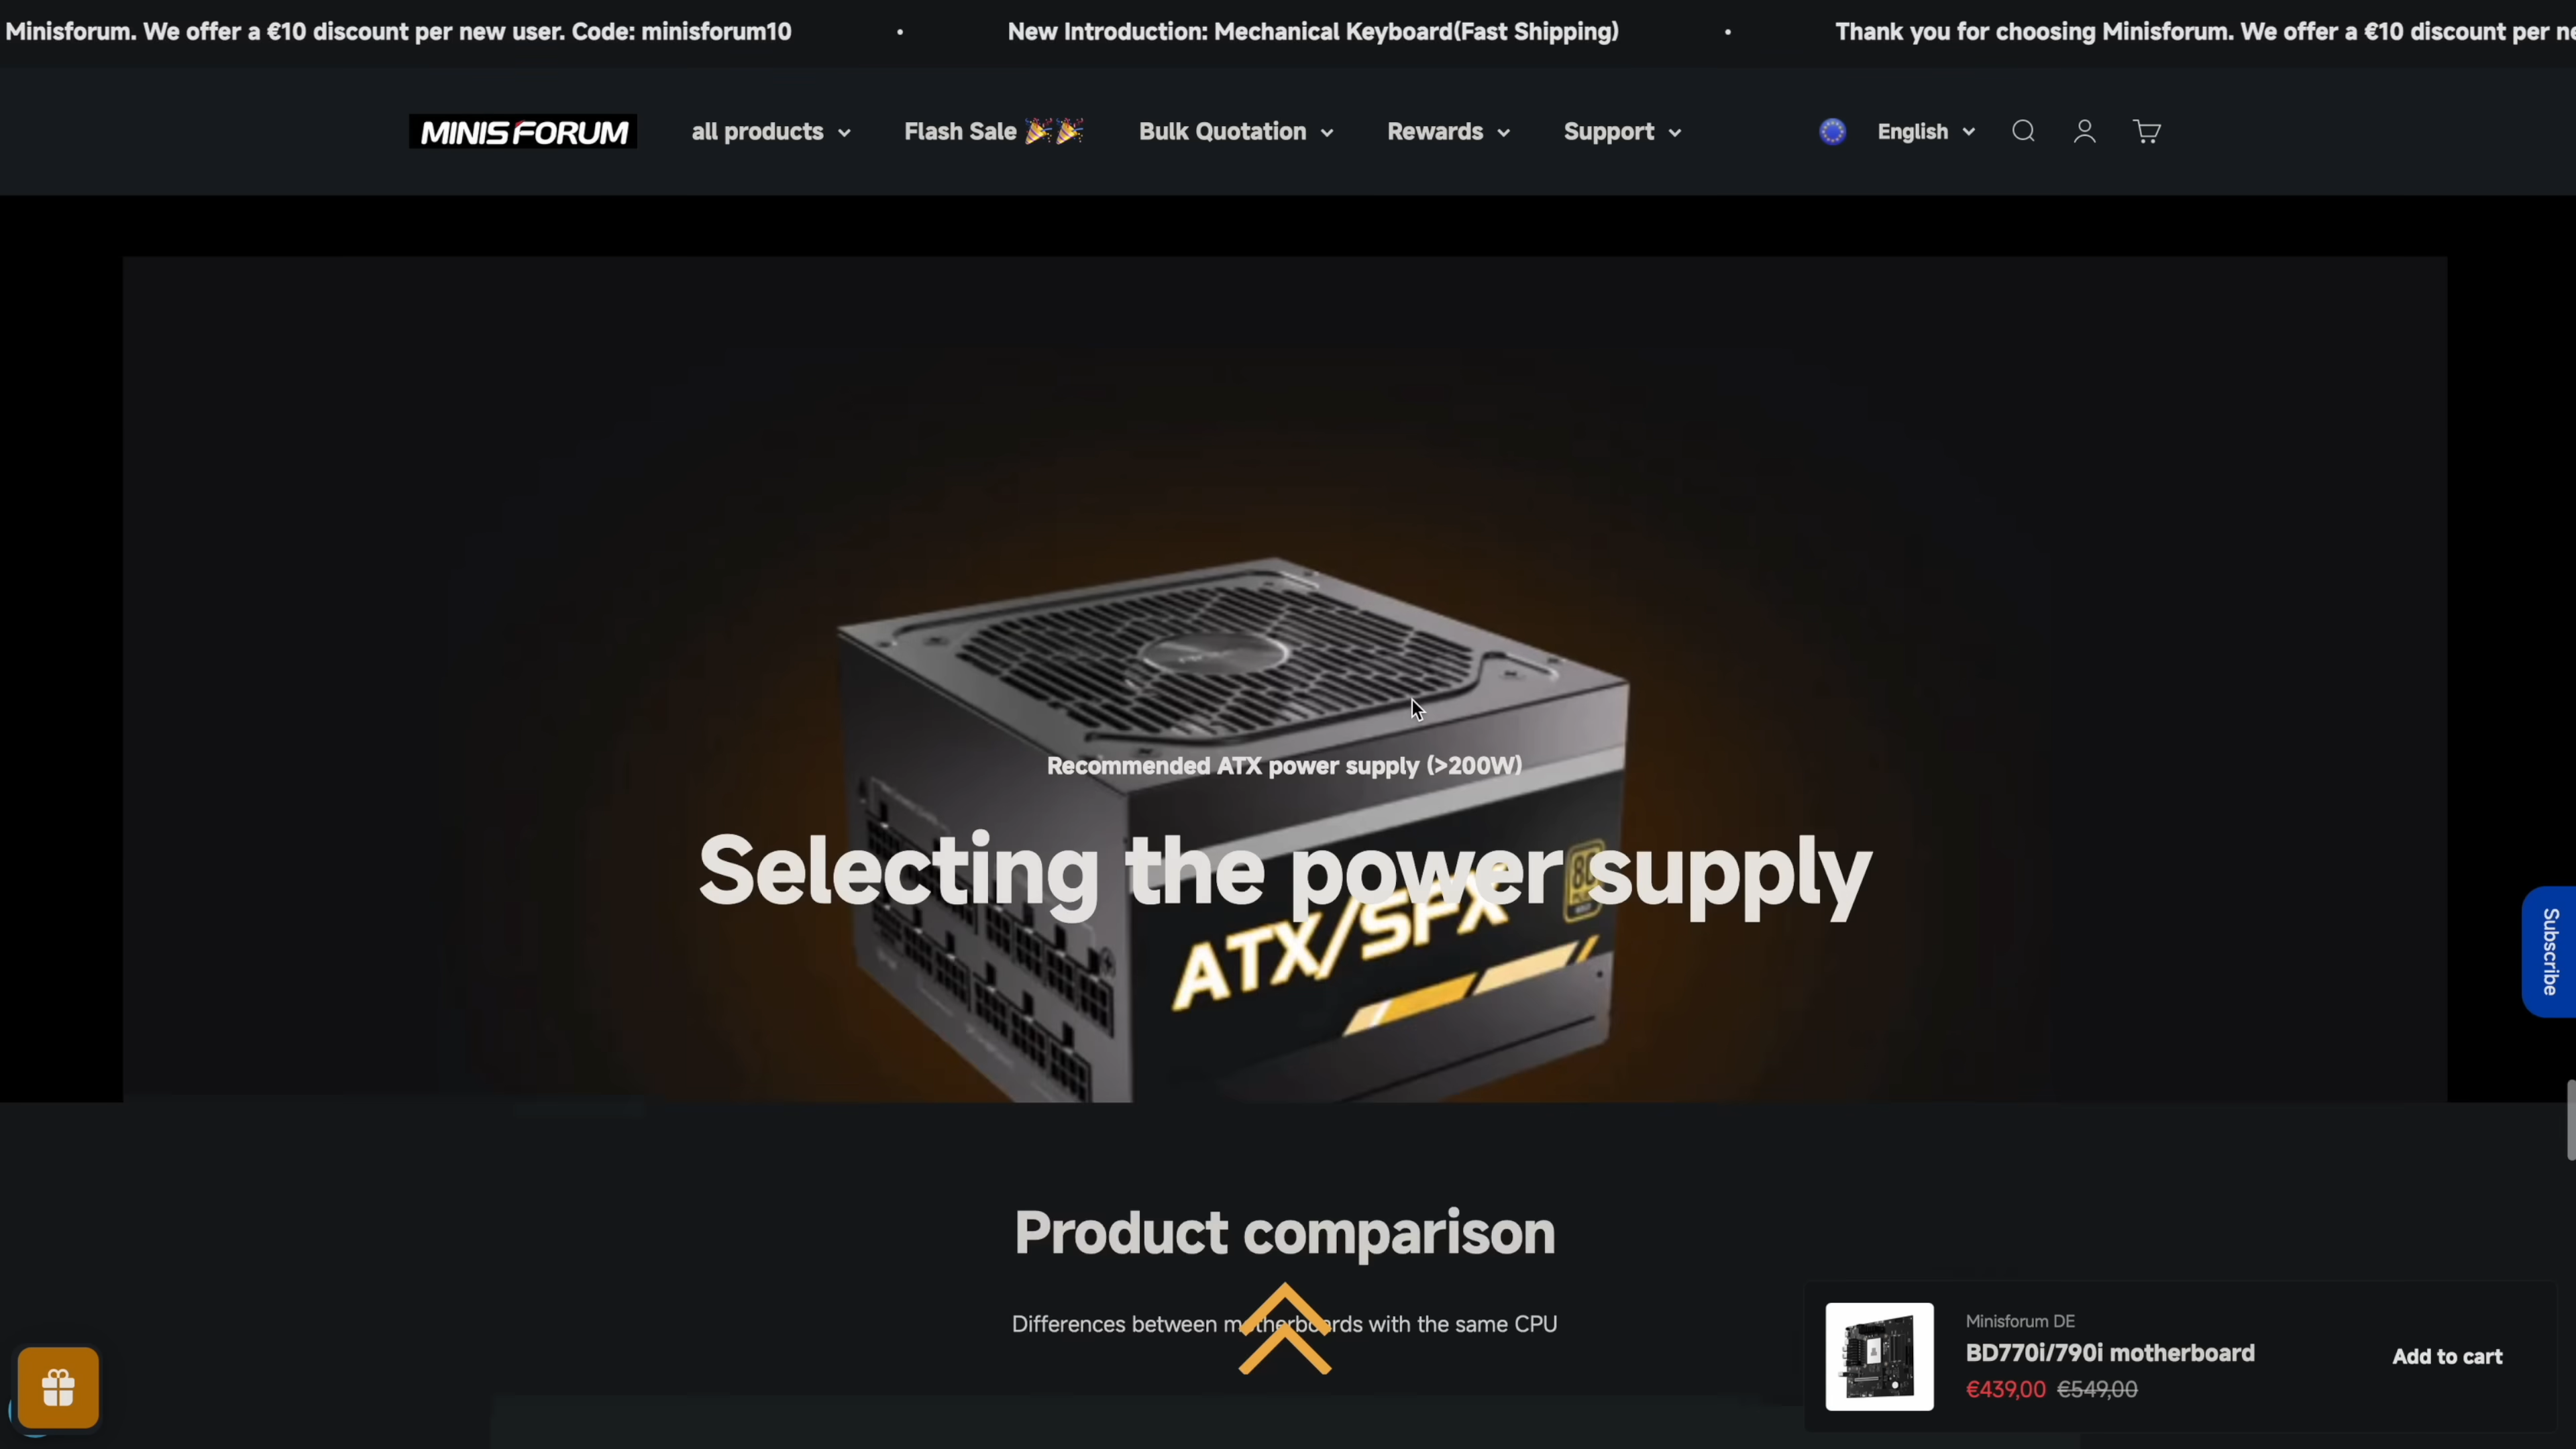 Minisforum. We offer a €10 discount per new user. Code: minisforum10 • New Introduction: Mechanical Keyboard(Fast Shipping) • Thank you for choosing Minisforum. We offer a €10 discount per
MINISFORUM all products Flash Sale 🎉🎉 Bulk Quotation Rewards Support English
Recommended ATX power supply (>200W)
Selecting the power supply
80
ATX/SFX
Subscribe
Product comparison
Differences between motherboards with the same CPU
Minisforum DE
BD770i/790i motherboard
€439,00 €549,00
Add to cart